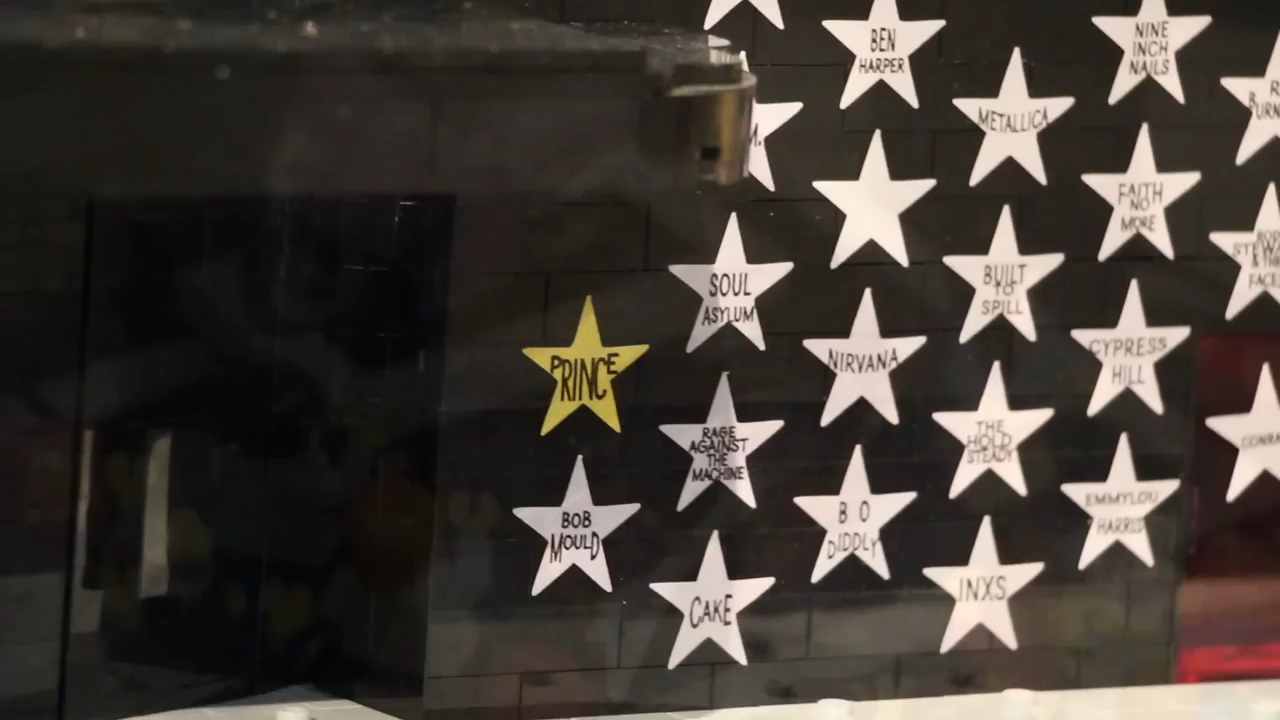 BEN
HARPER
NINE
INCH
NAILS
METALLICA
M.
FAITH
NO
MORE
SOUL
ASYLUM
BUILT
TO
SPILL
PRINCE
NIRVANA
CYPRESS
HILL
RAGE
AGAINST
THE
MACHINE
THE
HOLD
STEADY
BOB
MOULD
BO
DIDDLY
EMMYLOU
HARRIS
CAKE
INXS